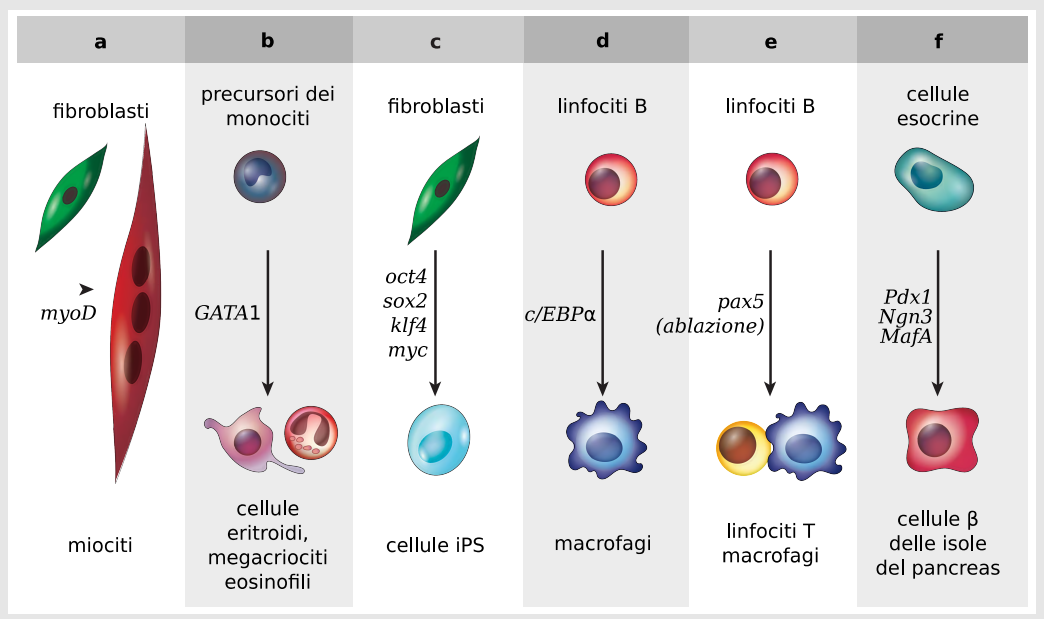 a
fibroblasti
myoD
miociti
b
precursori dei
monociti
GATA1
cellule
eritroidi,
megacriociti
eosinofili
c
fibroblasti
oct4
sox2
klf4
myc
cellule iPS
d
linfociti B
c/EBPα
macrofagi
e
linfociti B
pax5
(ablazione)
linfociti T
macrofagi
f
cellule
esocrine
Pdx1
Ngn3
MafA
cellule β
delle isole
del pancreas